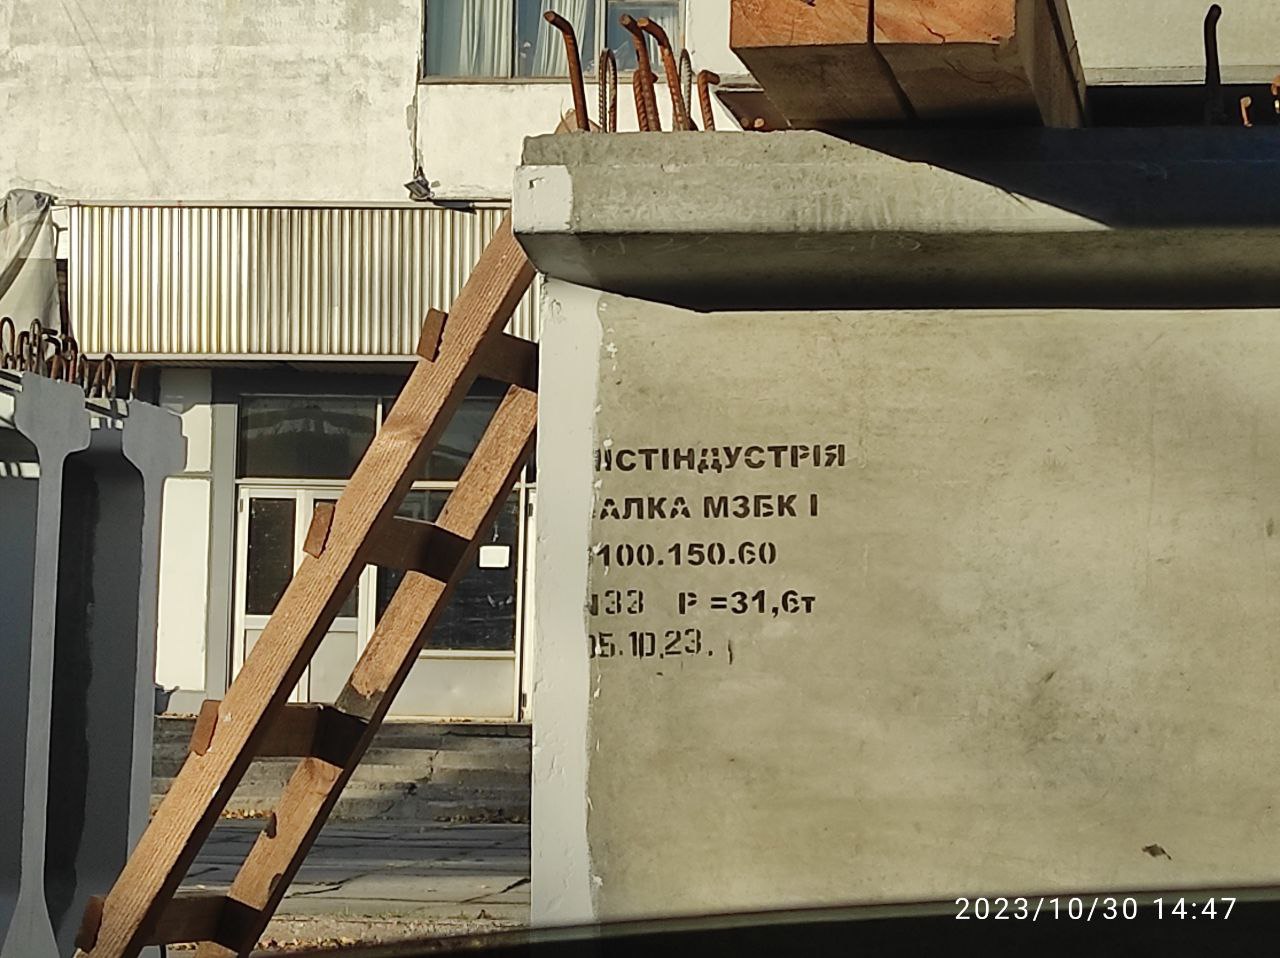 ІСТІНДУСТРІЯ
АЛКА МЗБК І
100.150.60
33 Р =31,6т
05.10.23.
2023/10/30 14:47